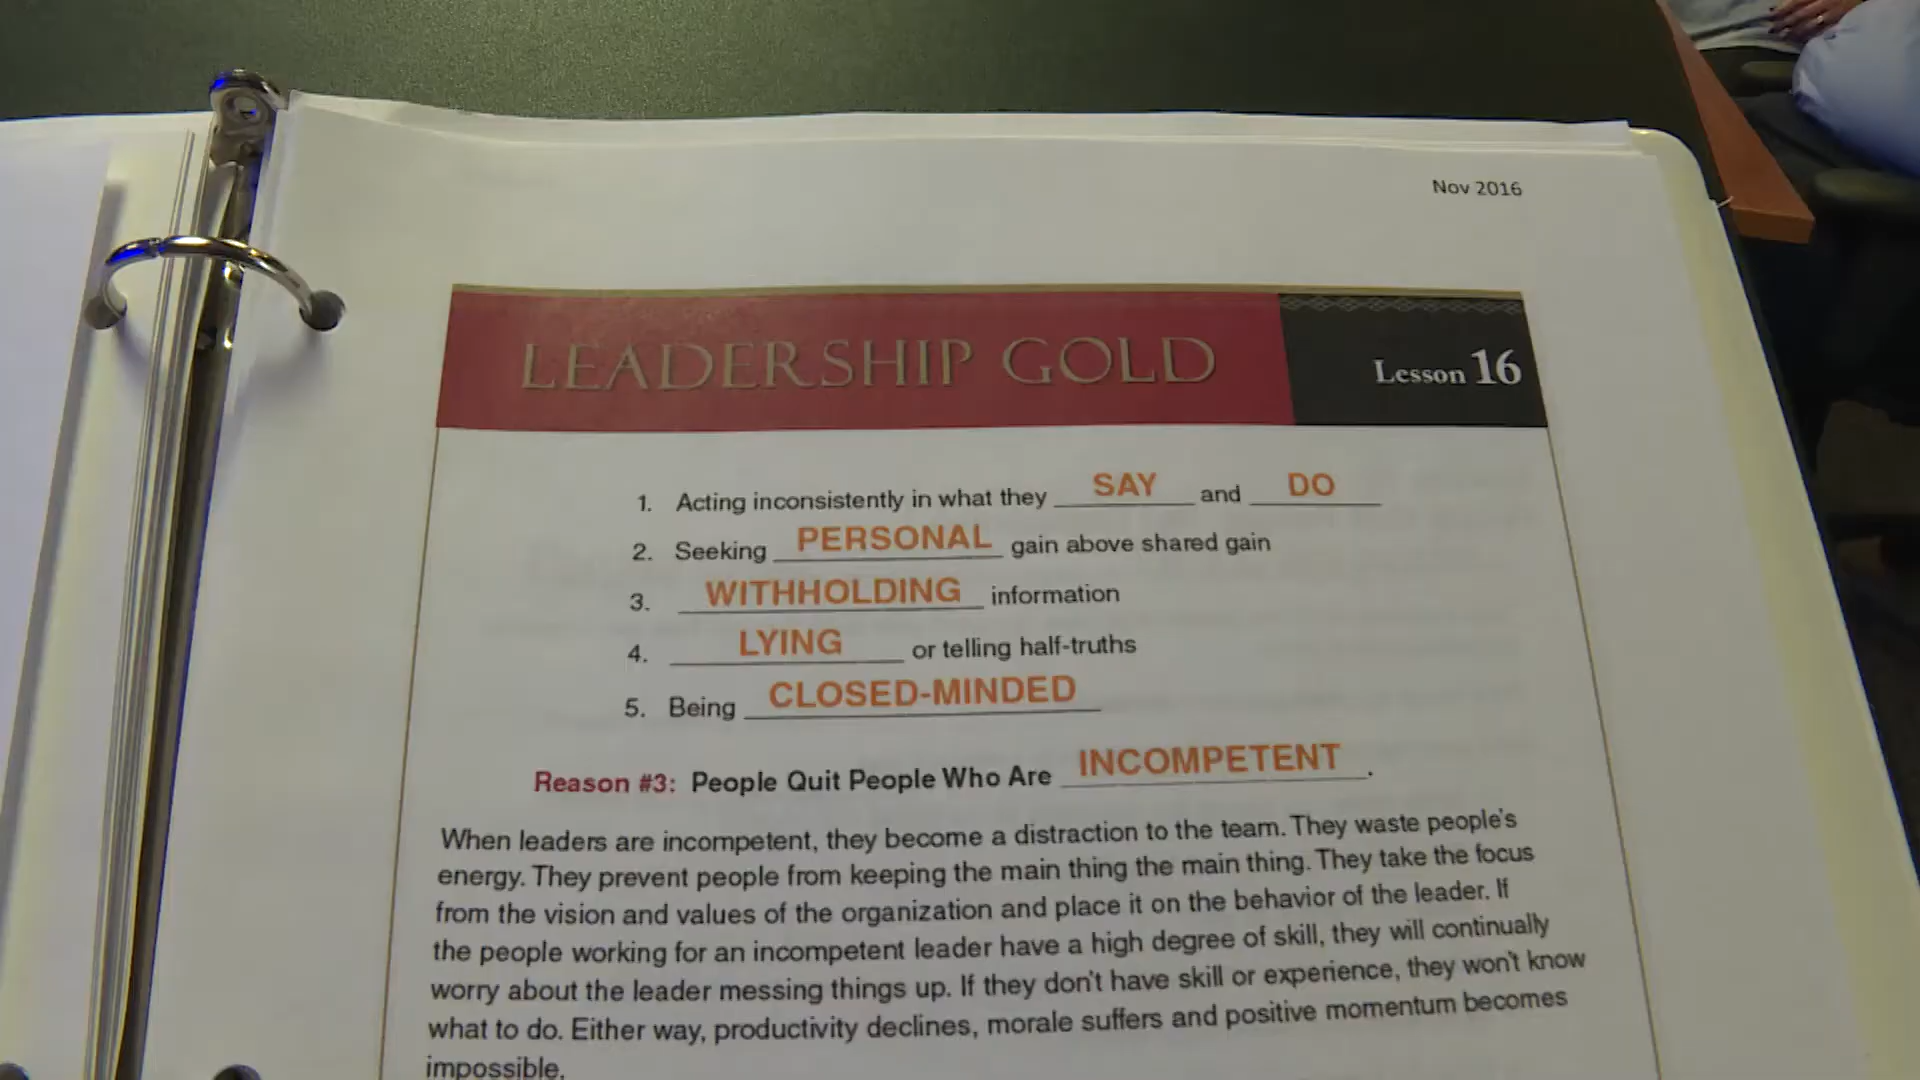 Nov 2016
LEADERSHIP GOLD
Lesson 16
1. Acting inconsistently in what they SAY and DO
2. Seeking PERSONAL gain above shared gain
3. WITHHOLDING information
4. LYING or telling half-truths
5. Being CLOSED-MINDED
Reason #3: People Quit People Who Are INCOMPETENT.
When leaders are incompetent, they become a distraction to the team. They waste people's
energy. They prevent people from keeping the main thing the main thing. They take the focus
from the vision and values of the organization and place it on the behavior of the leader. If
the people working for an incompetent leader have a high degree of skill, they will continually
worry about the leader messing things up. If they don't have skill or experience, they won't know
what to do. Either way, productivity declines, morale suffers and positive momentum becomes
impossible.